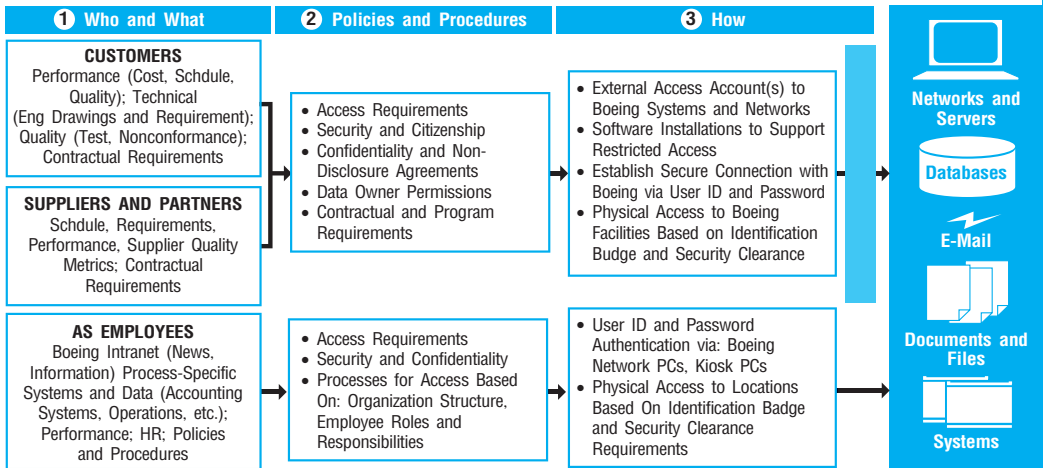 1 Who and What
2 Policies and Procedures
3 How
CUSTOMERS
Performance (Cost, Schdule,
Quality); Technical
(Eng Drawings and Requirement);
Quality (Test, Nonconformance);
Contractual Requirements
SUPPLIERS AND PARTNERS
Schdule, Requirements,
Performance, Supplier Quality
Metrics; Contractual
Requirements
• Access Requirements
• Security and Citizenship
• Confidentiality and Non-
Disclosure Agreements
• Data Owner Permissions
• Contractual and Program
Requirements
• External Access Account(s) to
Boeing Systems and Networks
• Software Installations to Support
Restricted Access
• Establish Secure Connection with
Boeing via User ID and Password
• Physical Access to Boeing
Facilities Based on Identification
Budge and Security Clearance
AS EMPLOYEES
Boeing Intranet (News,
Information) Process-Specific
Systems and Data (Accounting
Systems, Operations, etc.);
Performance; HR; Policies
and Procedures
• Access Requirements
• Security and Confidentiality
• Processes for Access Based
On: Organization Structure,
Employee Roles and
Responsibilities
• User ID and Password
Authentication via: Boeing
Network PCs, Kiosk PCs
• Physical Access to Locations
Based On Identification Badge
and Security Clearance
Requirements
Networks and
Servers
Databases
E-Mail
Documents and
Files
Systems